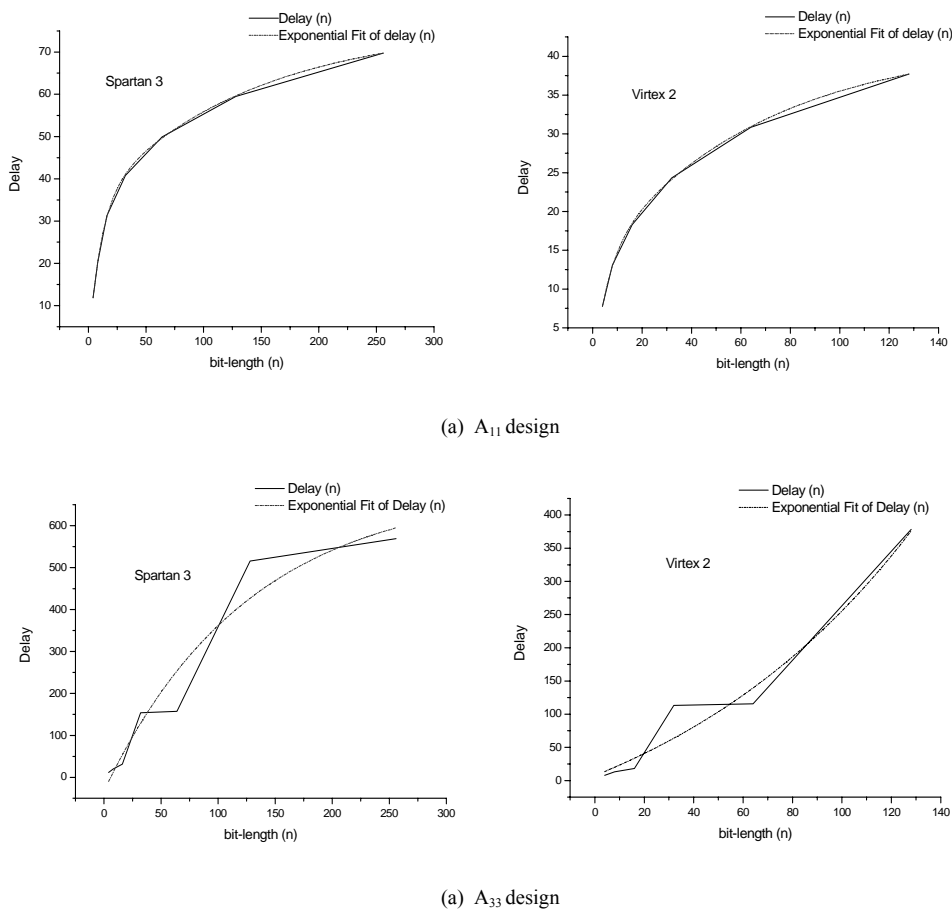 Delay (n)
Exponential Fit of delay (n)
Spartan 3
Delay
70
60
50
40
30
20
10
0 50 100 150 200 250 300
bit-length (n)
Delay (n)
Exponential Fit of delay (n)
Virtex 2
Delay
40
35
30
25
20
15
10
5
0 20 40 60 80 100 120 140
bit-length (n)
(a) A11 design
Delay (n)
Exponential Fit of Delay (n)
Spartan 3
Delay
600
500
400
300
200
100
0
0 50 100 150 200 250 300
bit-length (n)
Delay (n)
Exponential Fit of Delay (n)
Virtex 2
Delay
400
350
300
250
200
150
100
50
0
0 20 40 60 80 100 120 140
bit-length (n)
(a) A33 design